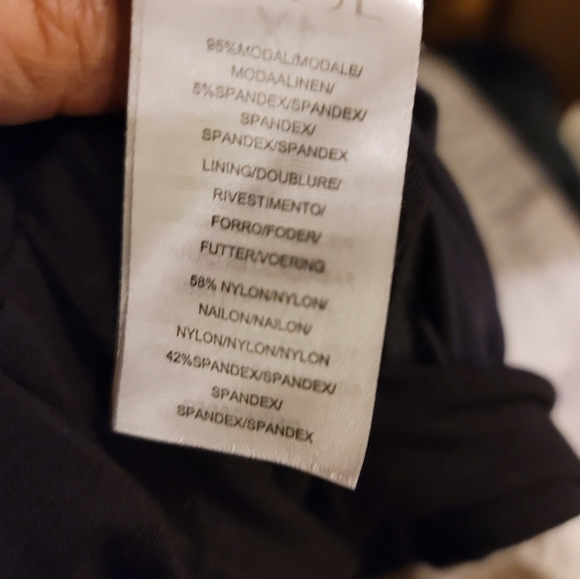 95%MODAL/MODALE/
MODAALINEN/
5%SPANDEX/SPANDEX/
SPANDEX/
SPANDEX/SPANDEX
LINING/DOUBLURE/
RIVESTIMENTO/
FORRO/FODER/
FUTTER/VOERING
58% NYLON/NYLON/
NAILON/NAILON/
NYLON/NYLON/NYLON
42%SPANDEX/SPANDEX/
SPANDEX/
SPANDEX/SPANDEX